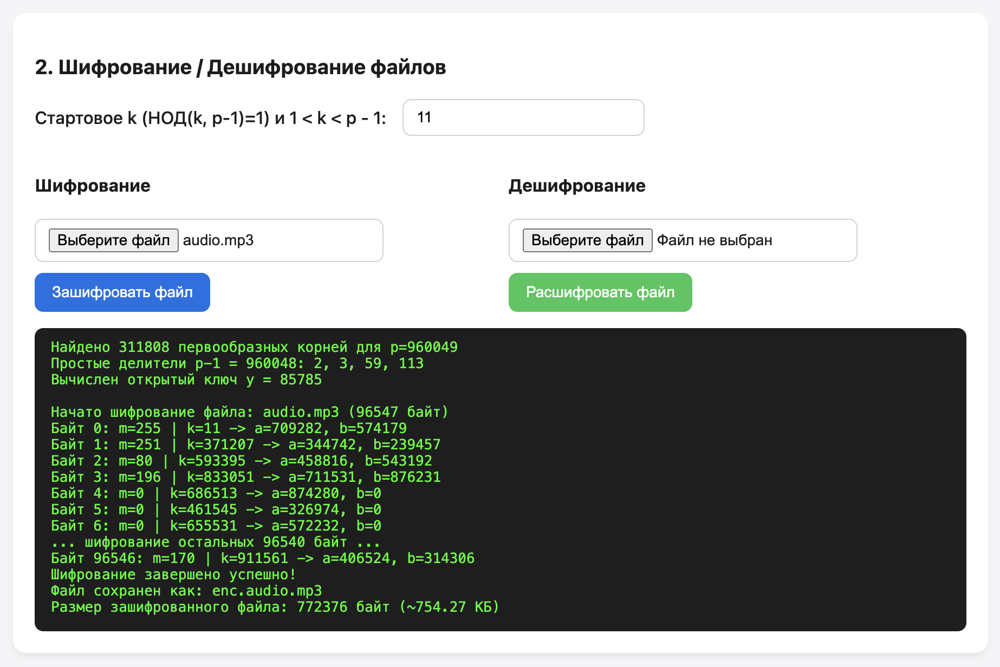 2. Шифрование / Дешифрование файлов
Стартовое k (НОД(k, p-1)=1) и 1 < k < p - 1:
11
Шифрование
Выберите файл audio.mp3
Зашифровать файл
Дешифрование
Выберите файл Файл не выбран
Расшифровать файл
Найдено 311808 первообразных корней для p=960049
Простые делители p-1 = 960048: 2, 3, 59, 113
Вычислен открытый ключ y = 85785
Начато шифрование файла: audio.mp3 (96547 байт)
Байт 0: m=255 | k=11 -> a=709282, b=574179
Байт 1: m=251 | k=371207 -> a=344742, b=239457
Байт 2: m=80 | k=593395 -> a=458816, b=543192
Байт 3: m=196 | k=833051 -> a=711531, b=876231
Байт 4: m=0 | k=686513 -> a=874280, b=0
Байт 5: m=0 | k=461545 -> a=326974, b=0
Байт 6: m=0 | k=655531 -> a=572232, b=0
... шифрование остальных 96540 байт ...
Байт 96546: m=170 | k=911561 -> a=406524, b=314306
Шифрование завершено успешно!
Файл сохранен как: enc.audio.mp3
Размер зашифрованного файла: 772376 байт (~754.27 КБ)